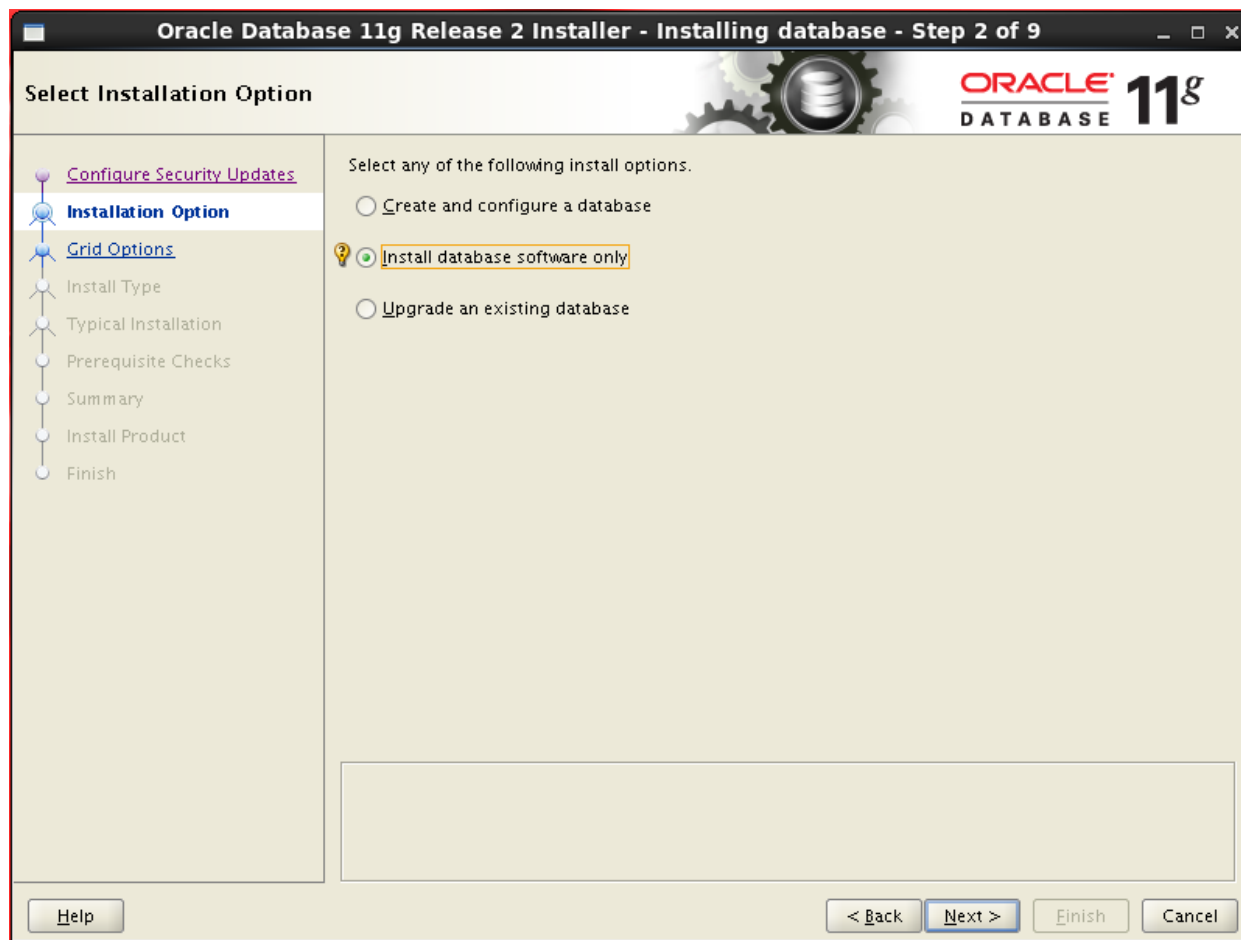 Oracle Database 11g Release 2 Installer - Installing database - Step 2 of 9
Select Installation Option
ORACLE
DATABASE
11g
Configure Security Updates
Installation Option
Grid Options
Install Type
Typical Installation
Prerequisite Checks
Summary
Install Product
Finish
Select any of the following install options.
Create and configure a database
Install database software only
Upgrade an existing database
Help
< Back
Next >
Finish
Cancel